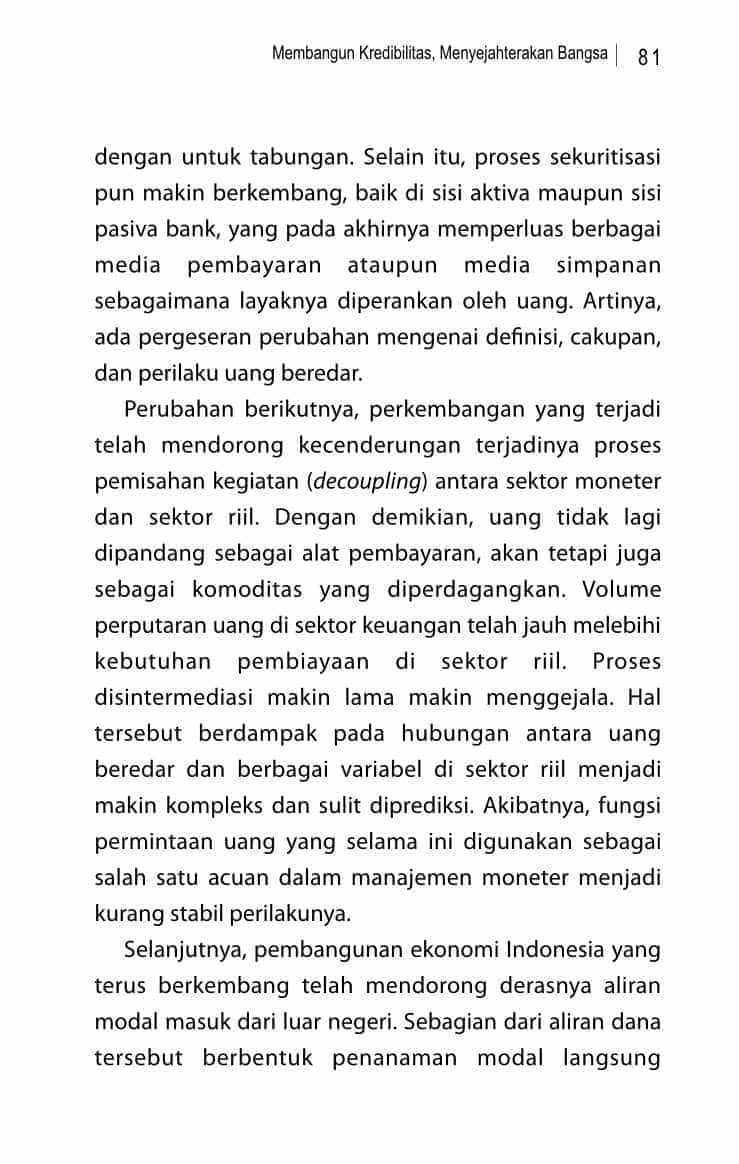 Membangun Kredibilitas, Menyejahterakan Bangsa | 81
dengan untuk tabungan. Selain itu, proses sekuritisasi
pun makin berkembang, baik di sisi aktiva maupun sisi
pasiva bank, yang pada akhirnya memperluas berbagai
media pembayaran ataupun media simpanan
sebagaimana layaknya diperankan oleh uang. Artinya,
ada pergeseran perubahan mengenai definisi, cakupan,
dan perilaku uang beredar.
Perubahan berikutnya, perkembangan yang terjadi
telah mendorong kecenderungan terjadinya proses
pemisahan kegiatan (decoupling) antara sektor moneter
dan sektor riil. Dengan demikian, uang tidak lagi
dipandang sebagai alat pembayaran, akan tetapi juga
sebagai komoditas yang diperdagangkan. Volume
perputaran uang di sektor keuangan telah jauh melebihi
kebutuhan pembiayaan di sektor riil. Proses
disintermediasi makin lama makin menggejala. Hal
tersebut berdampak pada hubungan antara uang
beredar dan berbagai variabel di sektor riil menjadi
makin kompleks dan sulit diprediksi. Akibatnya, fungsi
permintaan uang yang selama ini digunakan sebagai
salah satu acuan dalam manajemen moneter menjadi
kurang stabil perilakunya.
Selanjutnya, pembangunan ekonomi Indonesia yang
terus berkembang telah mendorong derasnya aliran
modal masuk dari luar negeri. Sebagian dari aliran dana
tersebut berbentuk penanaman modal langsung